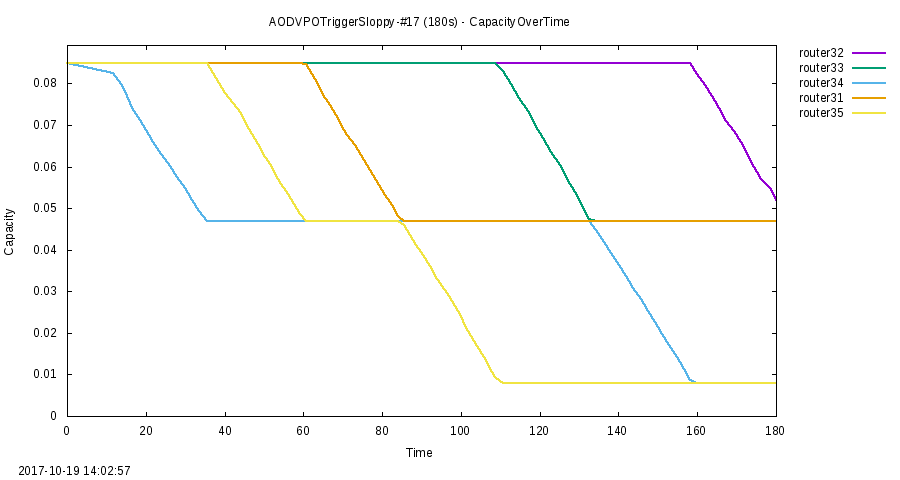 AODVPOTriggerSloppy-#17 (180s) - CapacityOverTime
router32
router33
router34
router31
router35
0.08
0.07
0.06
0.05
0.04
0.03
0.02
0.01
0
Capacity
0 20 40 60 80 100 120 140 160 180
Time
2017-10-19 14:02:57